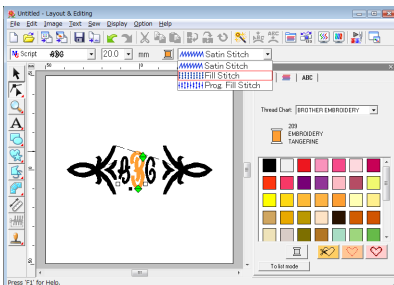 Untitled - Layout & Editing
File Edit Image Text Sew Display Option Help
Script ABG 20.0 mm Satin Stitch
Satin Stitch
Fill Stitch
Prog. Fill Stitch
ABC
Thread Chart: BROTHER EMBROIDERY
209
EMBROIDERY
TANGERINE
ABG
To list mode
Press 'F1' for Help.